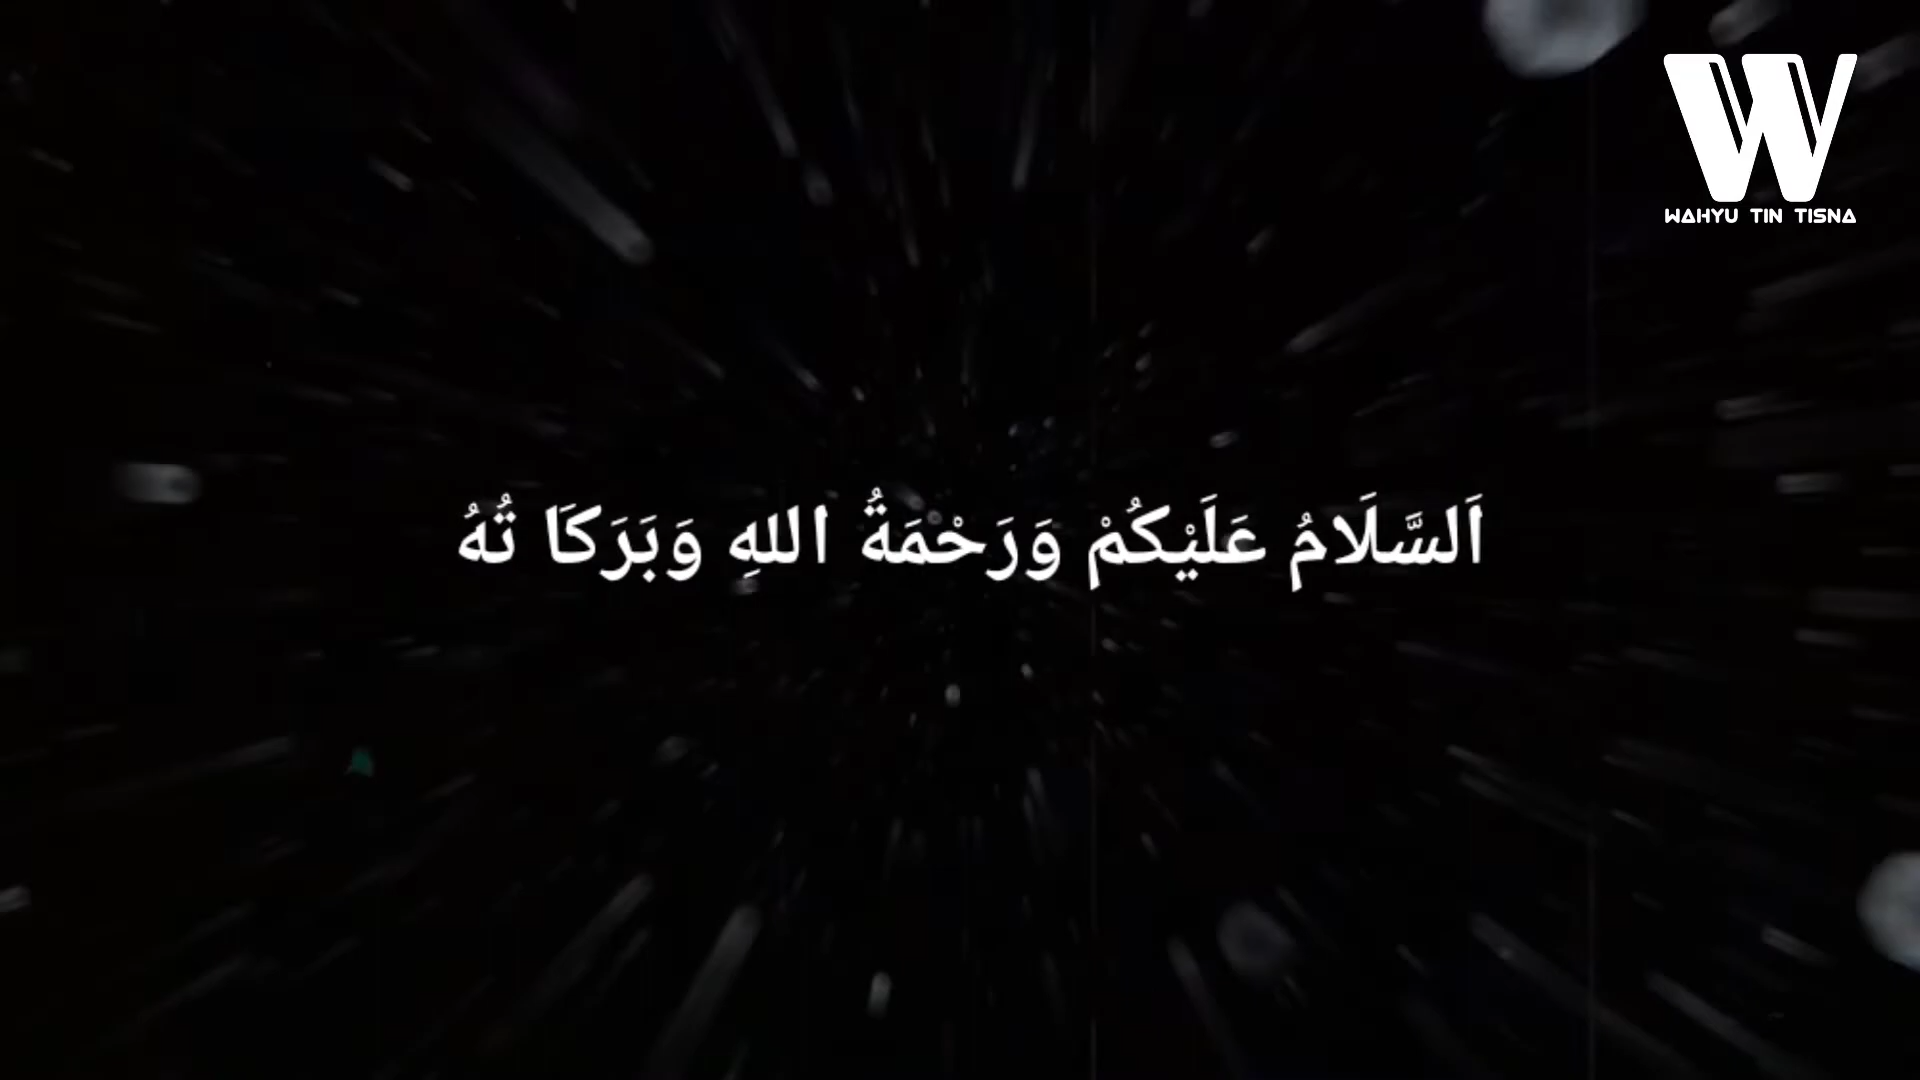 W
WAHYU TIN TISNA
اَلسَّلَامُ عَلَيْكُمْ وَرَحْمَةُ اللهِ وَبَرَكَا تُهُ